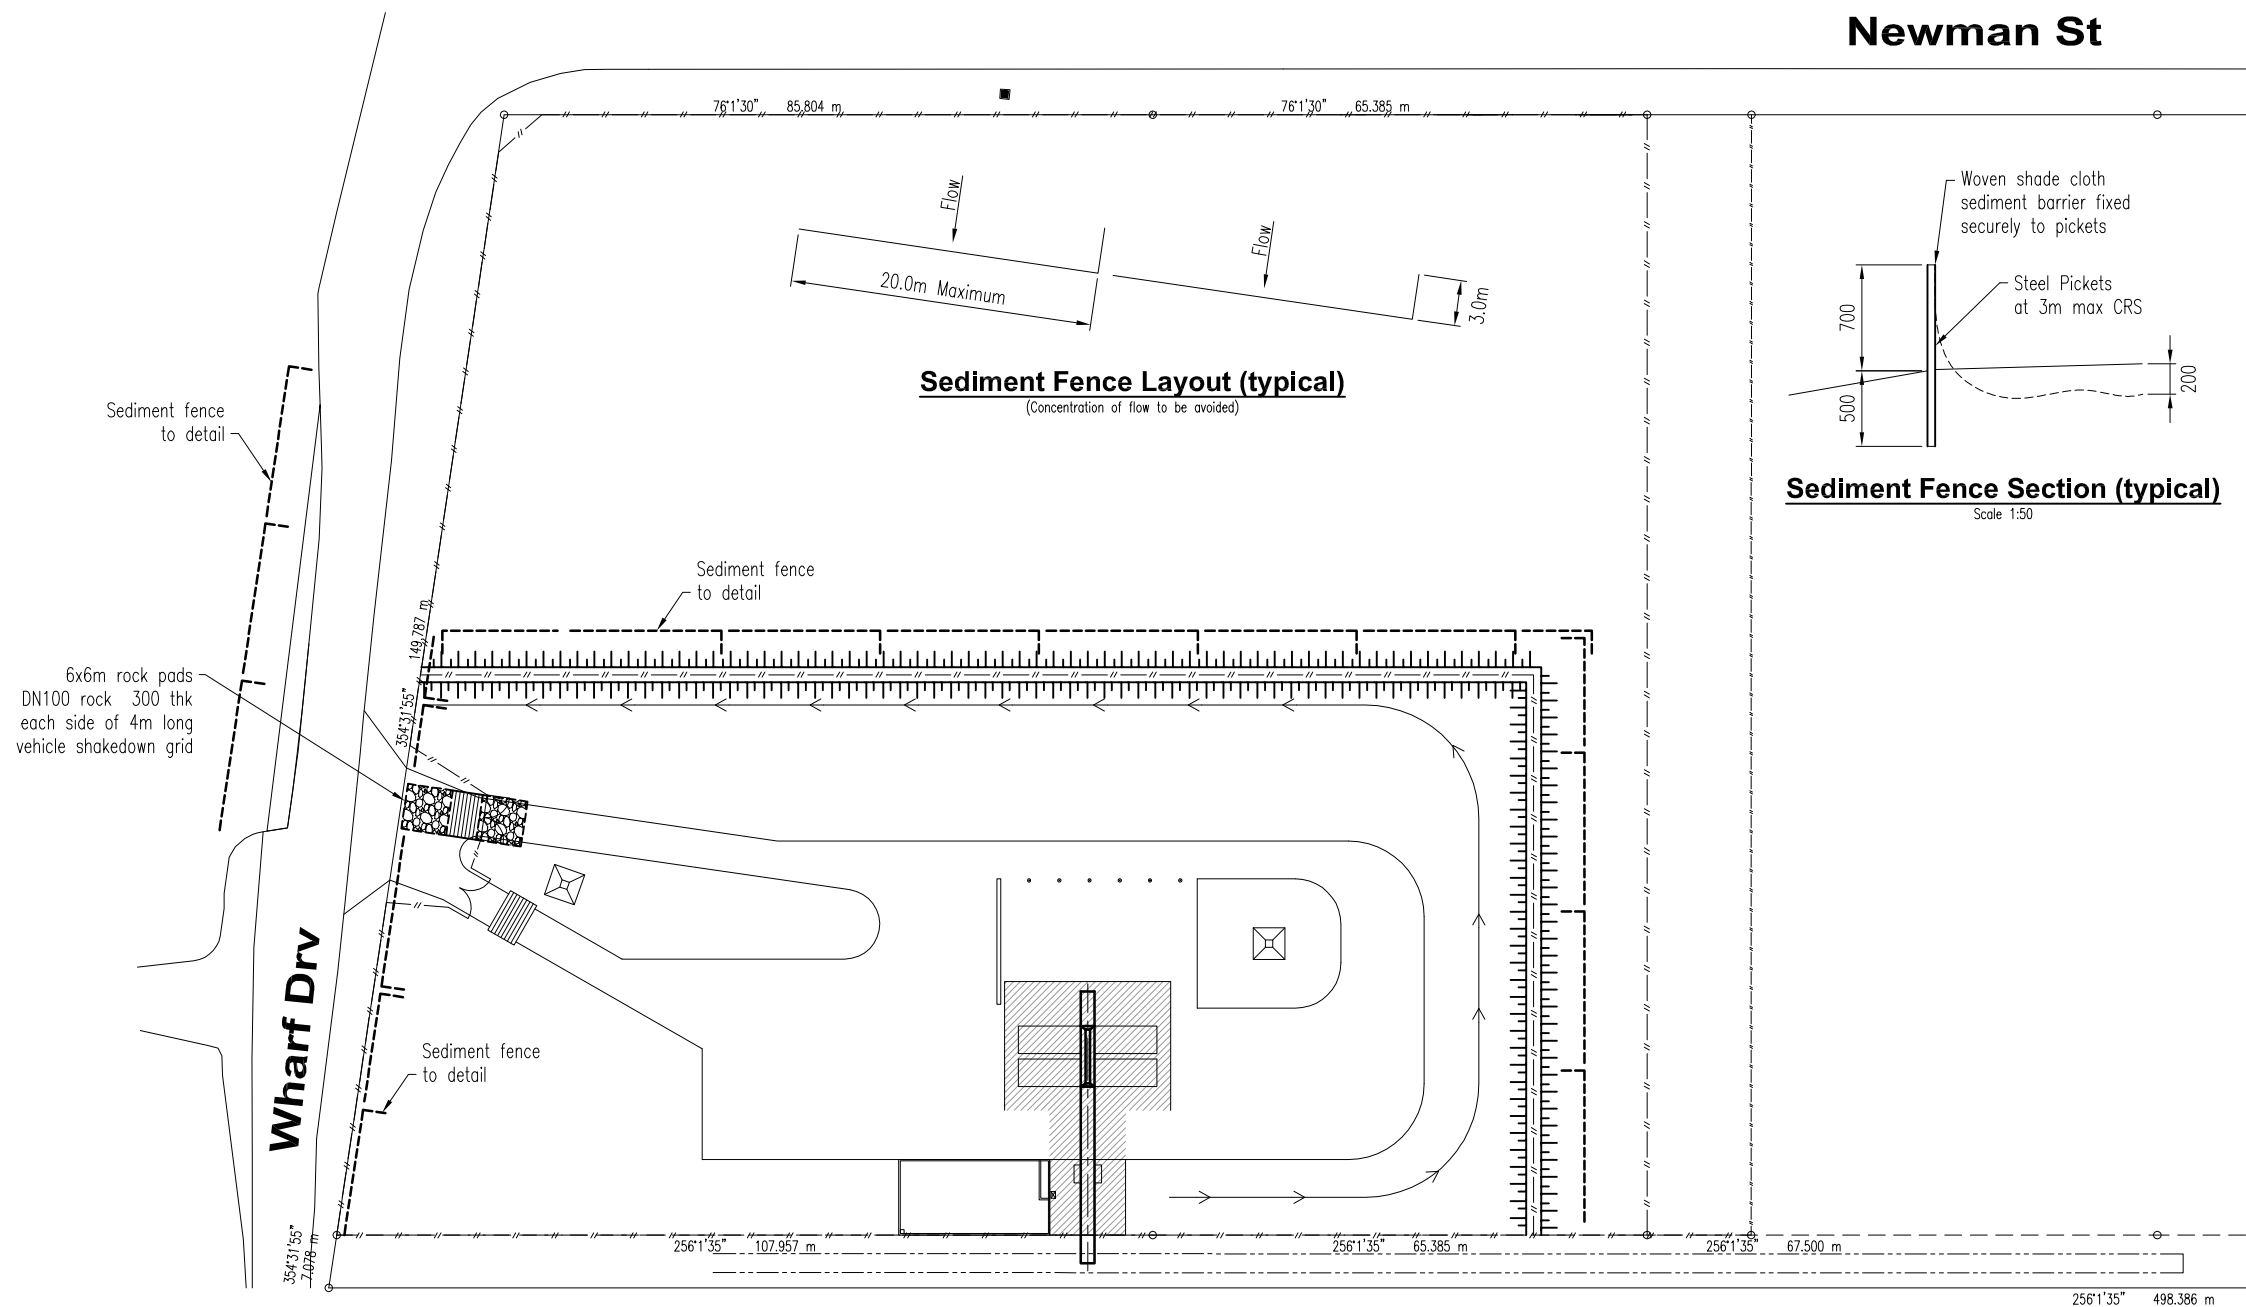 Newman St
76°1'30" 85.804 m
76°1'30" 65.385 m
Woven shade cloth
sediment barrier fixed
securely to pickets
Flow
Flow
20.0m Maximum
3.0m
Steel Pickets
at 3m max CRS
700
500
200
Sediment Fence Layout (typical)
(Concentration of flow to be avoided)
Sediment Fence Section (typical)
Scale 1:50
Sediment fence
to detail
Sediment fence
to detail
149.787 m
354°31'55"
6x6m rock pads
DN100 rock 300 thk
each side of 4m long
vehicle shakedown grid
Wharf Drv
Sediment fence
to detail
354°31'55"
7.078 m
256°1'35" 107.957 m
256°1'35" 65.385 m
256°1'35" 67.500 m
256°1'35" 498.386 m